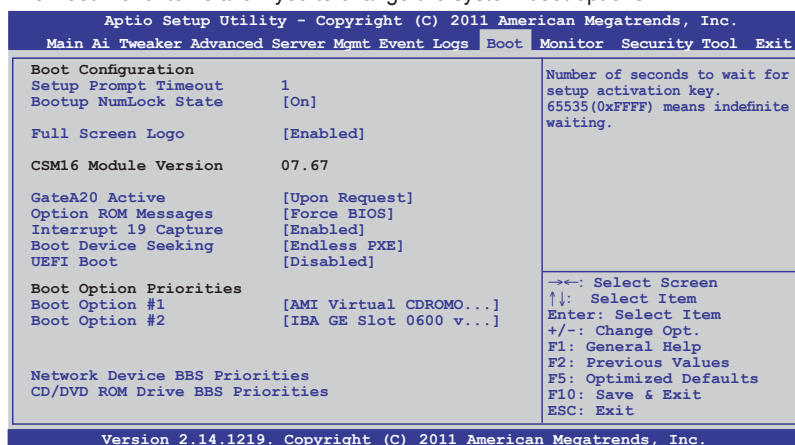 Aptio Setup Utility - Copyright (C) 2011 American Megatrends, Inc.
Main Ai Tweaker Advanced Server Mgmt Event Logs Boot Monitor Security Tool Exit
Boot Configuration
Setup Prompt Timeout 1
Bootup NumLock State [On]
Full Screen Logo [Enabled]
CSM16 Module Version 07.67
GateA20 Active [Upon Request]
Option ROM Messages [Force BIOS]
Interrupt 19 Capture [Enabled]
Boot Device Seeking [Endless PXE]
UEFI Boot [Disabled]
Boot Option Priorities
Boot Option #1 [AMI Virtual CDROMO...]
Boot Option #2 [IBA GE Slot 0600 v...]
Network Device BBS Priorities
CD/DVD ROM Drive BBS Priorities
Number of seconds to wait for
setup activation key.
65535(0xFFFF) means indefinite
waiting.
→←: Select Screen
↑↓: Select Item
Enter: Select Item
+/-: Change Opt.
F1: General Help
F2: Previous Values
F5: Optimized Defaults
F10: Save & Exit
ESC: Exit
Version 2.14.1219. Copyright (C) 2011 American Megatrends, Inc.